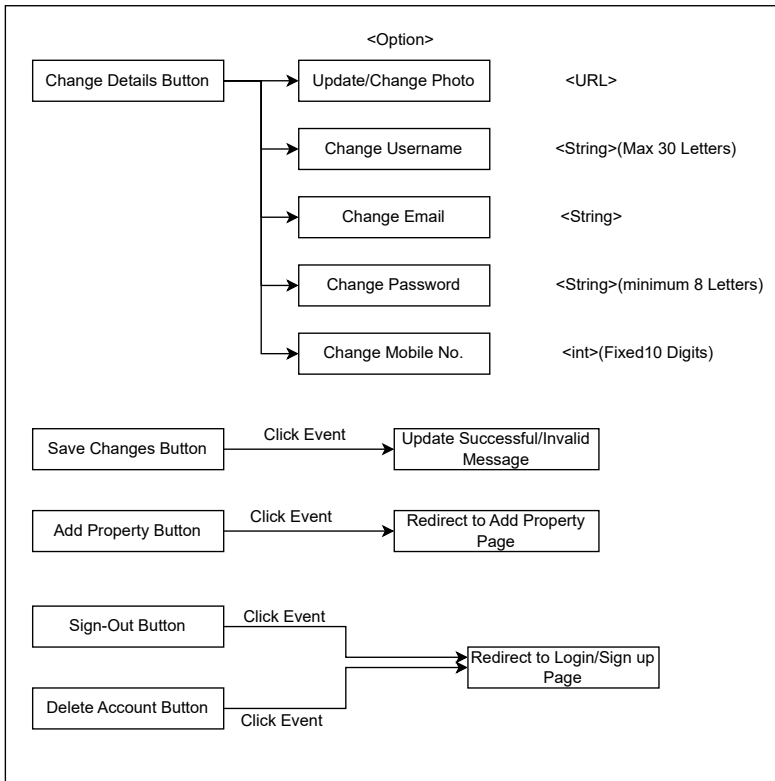 <Option>
Change Details Button
Update/Change Photo
<URL>
Change Username
<String>(Max 30 Letters)
Change Email
<String>
Change Password
<String>(minimum 8 Letters)
Change Mobile No.
<int>(Fixed10 Digits)
Save Changes Button
Click Event
Update Successful/Invalid
Message
Add Property Button
Click Event
Redirect to Add Property
Page
Sign-Out Button
Click Event
Redirect to Login/Sign up
Page
Delete Account Button
Click Event